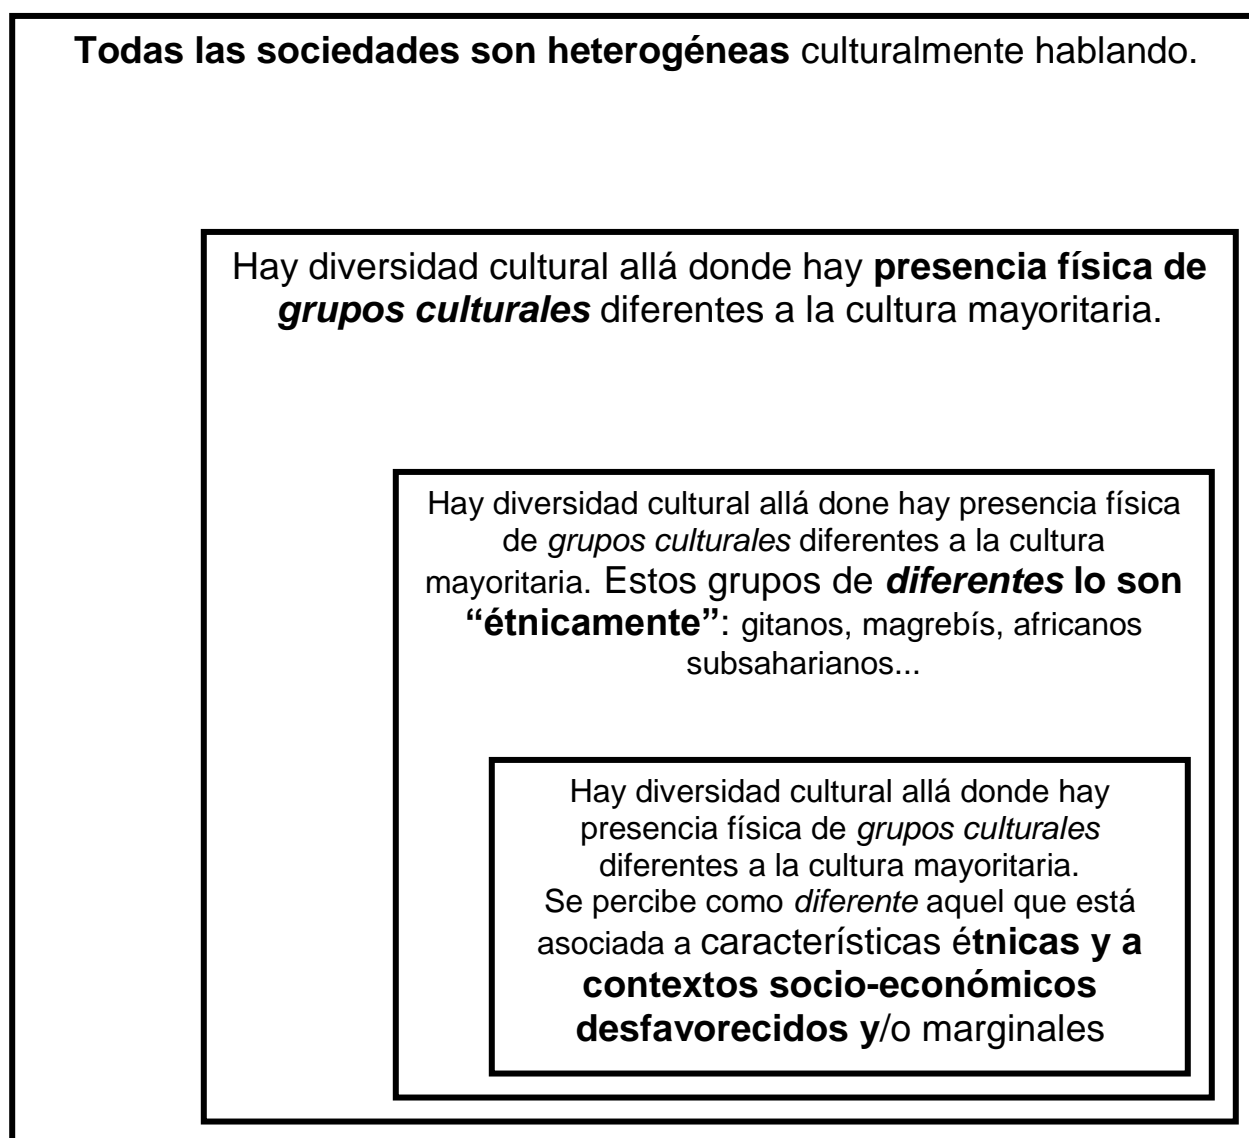 Todas las sociedades son heterogéneas culturalmente hablando.
Hay diversidad cultural allá donde hay presencia física de
grupos culturales diferentes a la cultura mayoritaria.
Hay diversidad cultural allá done hay presencia física
de grupos culturales diferentes a la cultura
mayoritaria. Estos grupos de diferentes lo son
“étnicamente”: gitanos, magrebís, africanos
subsaharianos...
Hay diversidad cultural allá donde hay
presencia física de grupos culturales
diferentes a la cultura mayoritaria.
Se percibe como diferente aquel que está
asociada a características étnicas y a
contextos socio-económicos
desfavorecidos y/o marginales